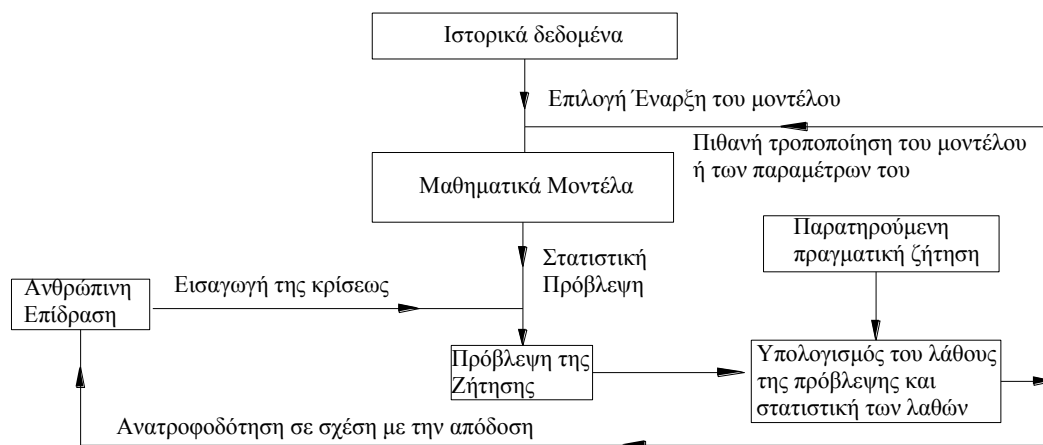 Ιστορικά δεδομένα
Επιλογή Έναρξη του μοντέλου
Πιθανή τροποποίηση του μοντέλου
ή των παραμέτρων του
Μαθηματικά Μοντέλα
Παρατηρούμενη
πραγματική ζήτηση
Στατιστική
Πρόβλεψη
Ανθρώπινη
Επίδραση
Εισαγωγή της κρίσεως
Πρόβλεψη της
Ζήτησης
Υπολογισμός του λάθους
της πρόβλεψης και
στατιστική των λαθών
Ανατροφοδότηση σε σχέση με την απόδοση